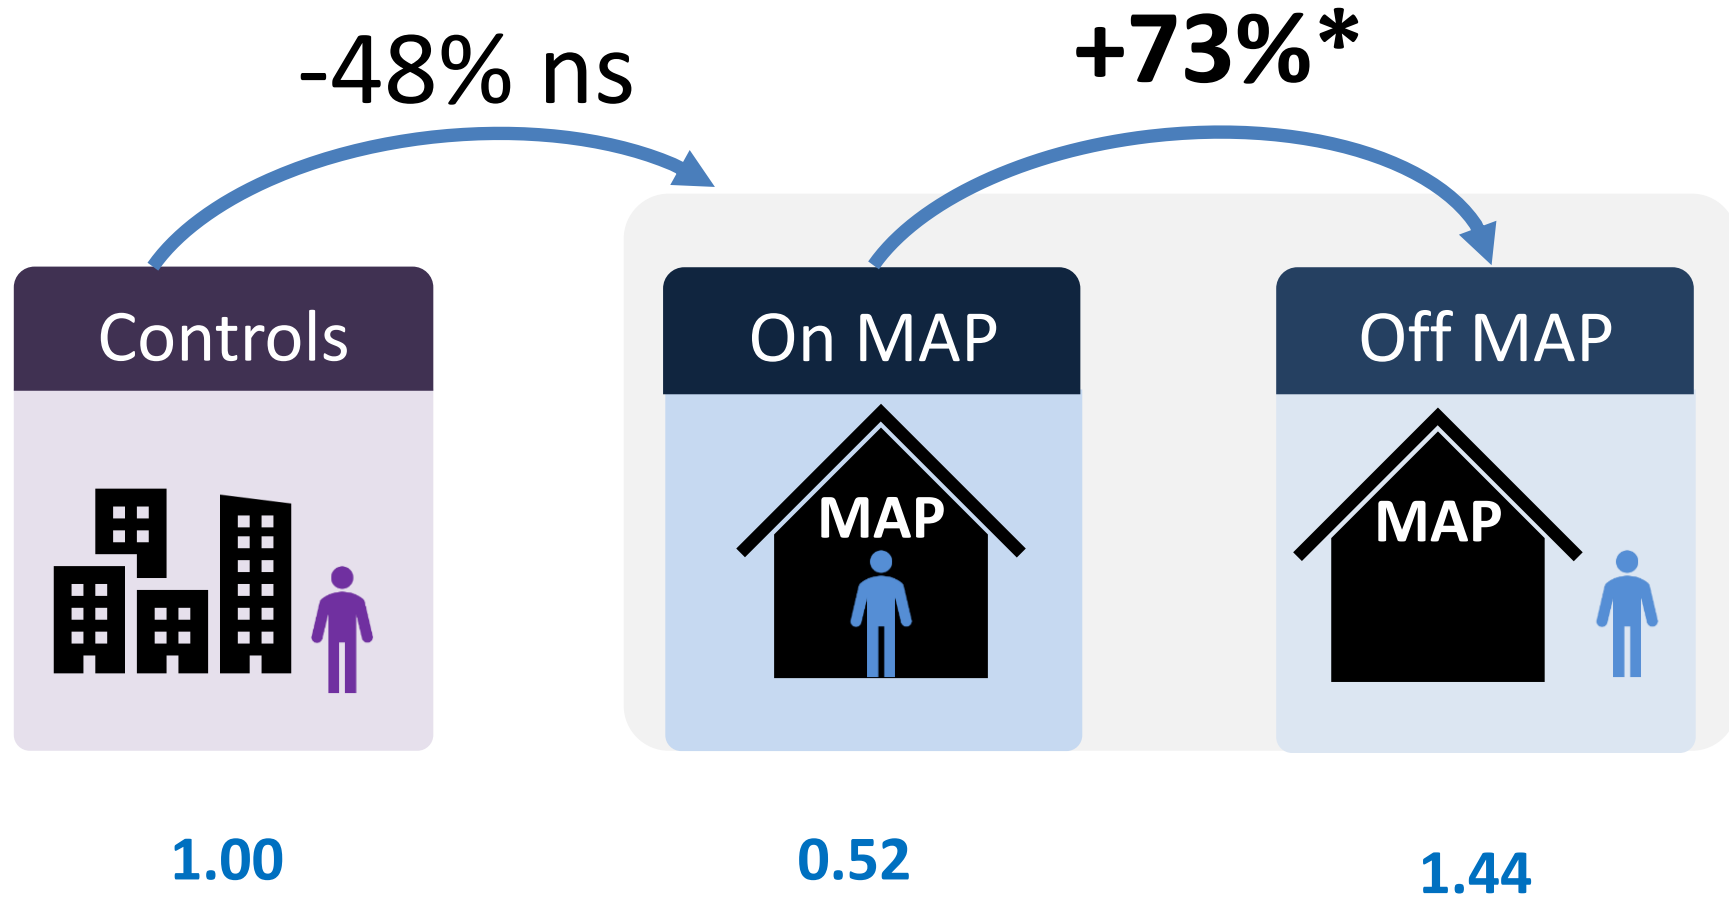 -48% ns
+73%*
Controls
On MAP
Off MAP
MAP
MAP
1.00
0.52
1.44